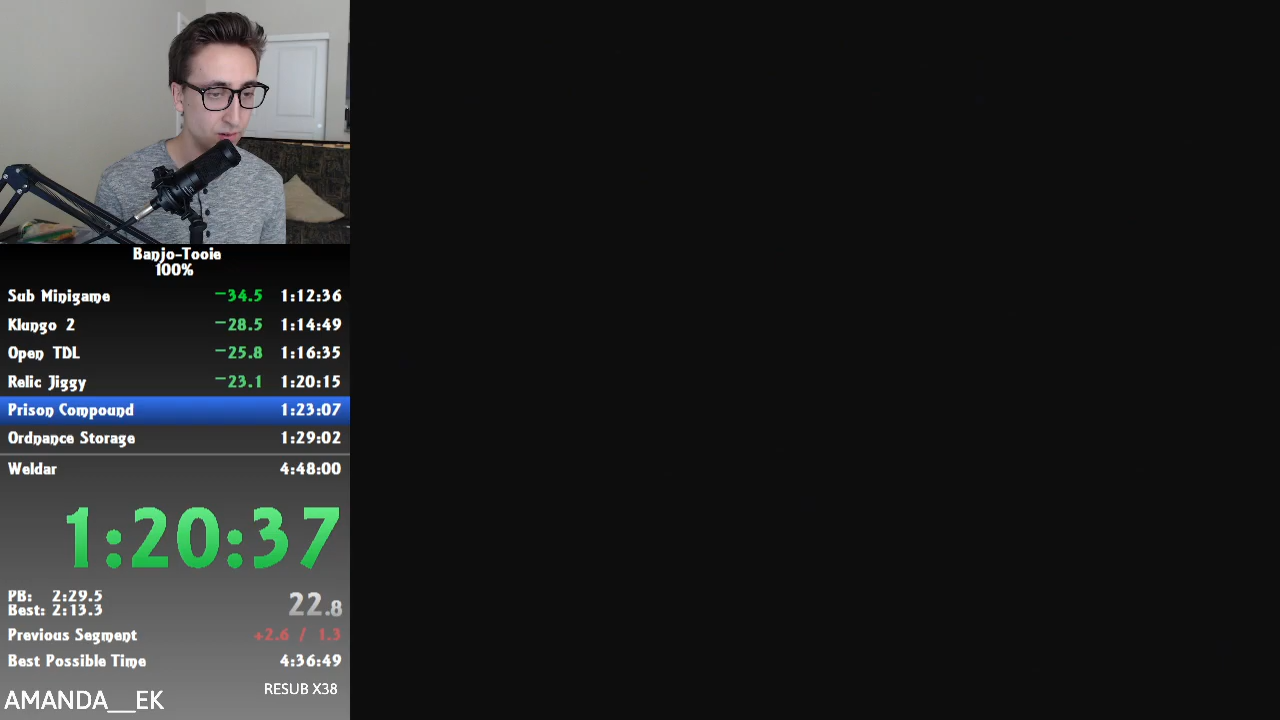 Banjo-Tooie
100%
Sub Minigame −34.5 1:12:36
Klungo 2 −28.5 1:14:49
Open TDL −25.8 1:16:35
Relic Jiggy −23.1 1:20:15
Prison Compound 1:23:07
Ordnance Storage 1:29:02
Weldar 4:48:00
1:20:37
PB: 2:29.5
Best: 2:13.3
22.8
Previous Segment +2.6 / 1.3
Best Possible Time 4:36:49
AMANDA__EK RESUB X38